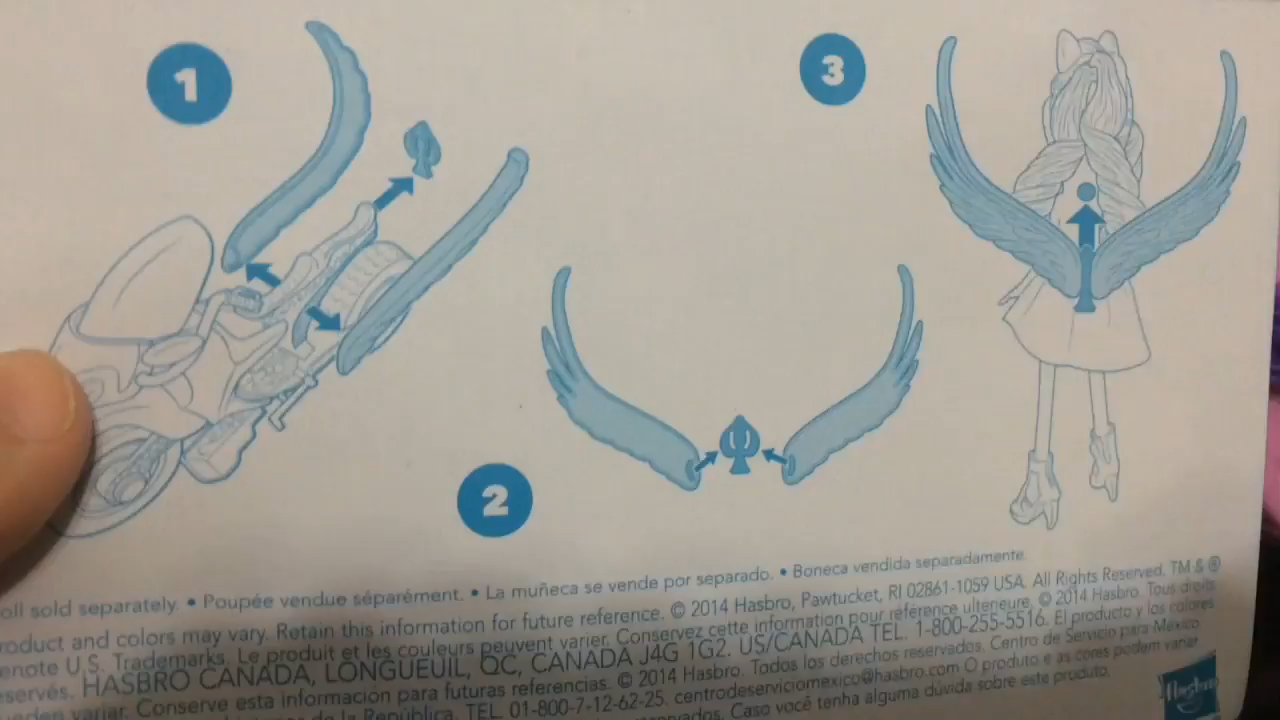 1
3
2
oll sold separately. • Poupée vendue séparément. • La muñeca se vende por separado. • Boneca vendida separadamente.
roduct and colors may vary. Retain this information for future reference. © 2014 Hasbro, Pawtucket, RI 02861-1059 USA. All Rights Reserved. TM & ®
enote U.S. Trademarks. Le produit et les couleurs peuvent varier. Conservez cette information pour référence ultérieure. © 2014 Hasbro. Tous droits
eservés. HASBRO CANADA, LONGUEUIL, QC, CANADA J4G 1G2. US/CANADA TEL. 1-800-255-5516. El producto y los colores
ueden variar. Conserve esta información para futuras referencias. © 2014 Hasbro. Todos los derechos reservados. Centro de Servicio para México
de la República. TEL. 01-800-7-12-62-25. centrodeserviciomexico@hasbro.com O produto e as cores podem variar
reservados. Caso você tenha alguma dúvida sobre este produto,
Hasbro